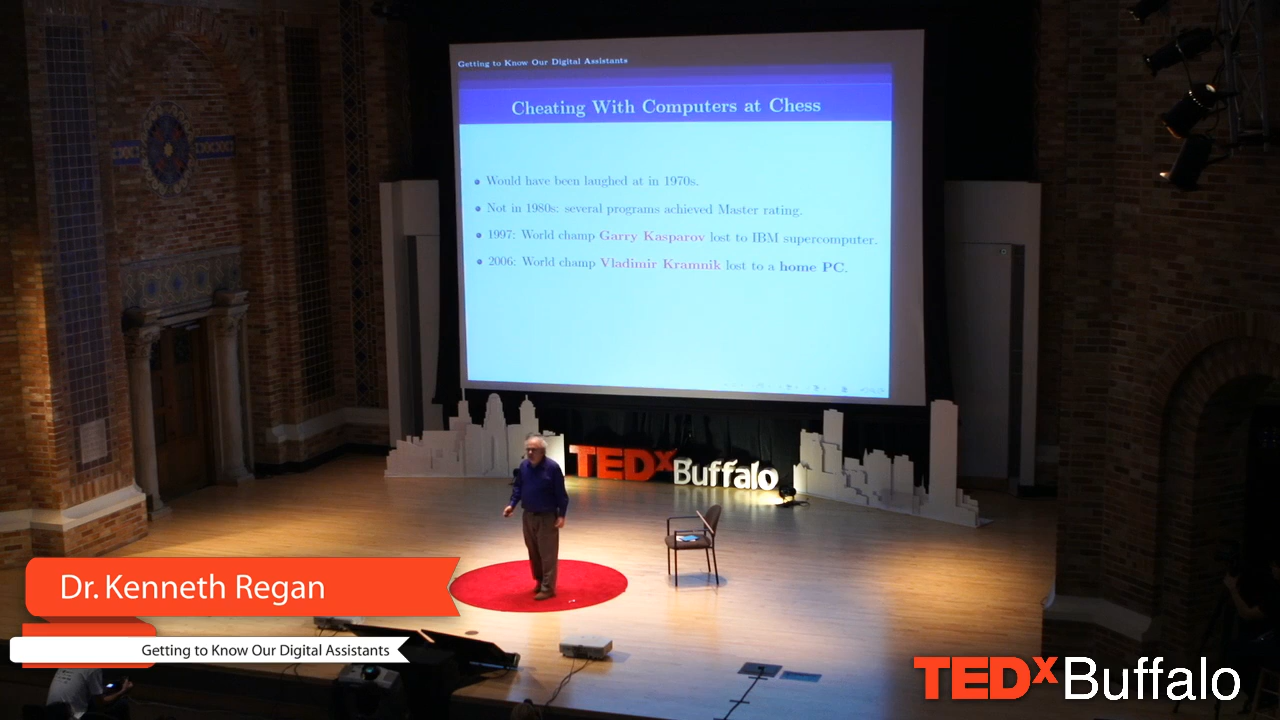 Getting to Know Our Digital Assistants
Cheating With Computers at Chess
Would have been laughed at in 1970s.
Not in 1980s: several programs achieved Master rating.
1997: World champ Garry Kasparov lost to IBM supercomputer.
2006: World champ Vladimir Kramnik lost to a home PC.
TEDx Buffalo
Dr. Kenneth Regan
Getting to Know Our Digital Assistants
TEDxBuffalo